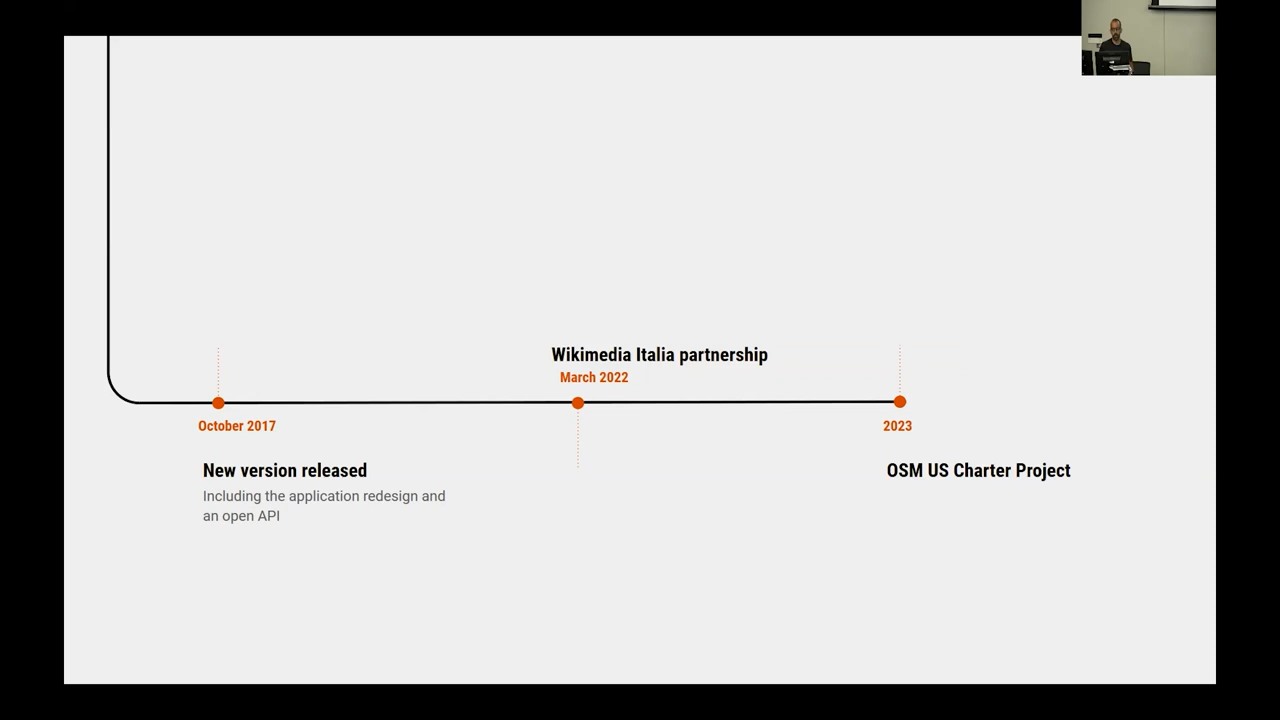 Wikimedia Italia partnership
March 2022
October 2017
2023
New version released
OSM US Charter Project
Including the application redesign and
an open API